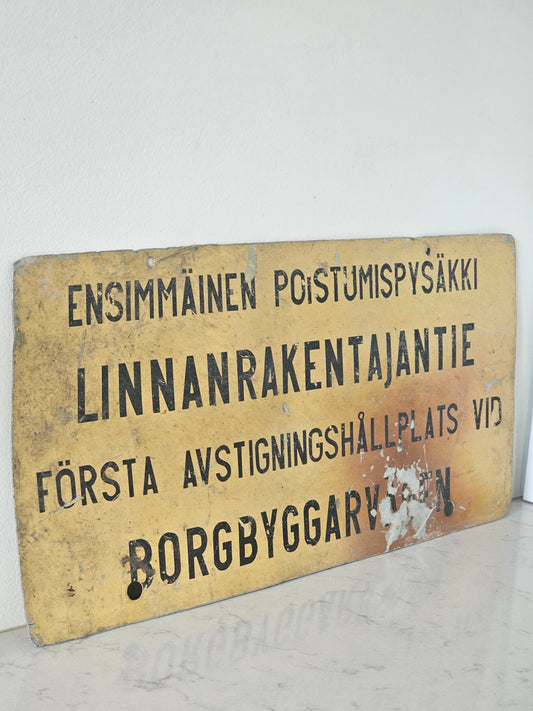 ENSIMMÄINEN POISTUMISPYSÄKKI
LINNANRAKENTAJANTIE
FÖRSTA AVSTIGNINGSHÅLLPLATS VID